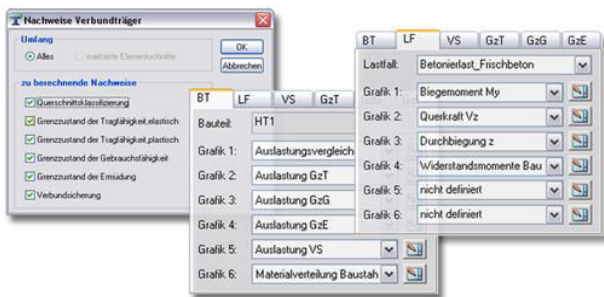 Nachweise Verbundträger
Umfang
Alles
markierte Elementschnitte
OK
Abbrechen
zu berechnende Nachweise
Querschnittsklassifizierung
Grenzzustand der Tragfähigkeit,elastisch
Grenzzustand der Tragfähigkeit,plastisch
Grenzzustand der Gebrauchsfähigkeit
Grenzzustand der Ermüdung
Verbundsicherung
BT LF VS GzT
Bauteil: HT1
Grafik 1: Auslastungsvergleich
Grafik 2: Auslastung GzT
Grafik 3: Auslastung GzG
Grafik 4: Auslastung GzE
Grafik 5: Auslastung VS
Grafik 6: Materialverteilung Baustah
BT LF VS GzT GzG GzE
Lastfall: Betonierlast_Frischbeton
Grafik 1: Biegemoment My
Grafik 2: Querkraft Vz
Grafik 3: Durchbiegung z
Grafik 4: Widerstandsmomente Bau
Grafik 5: nicht definiert
Grafik 6: nicht definiert